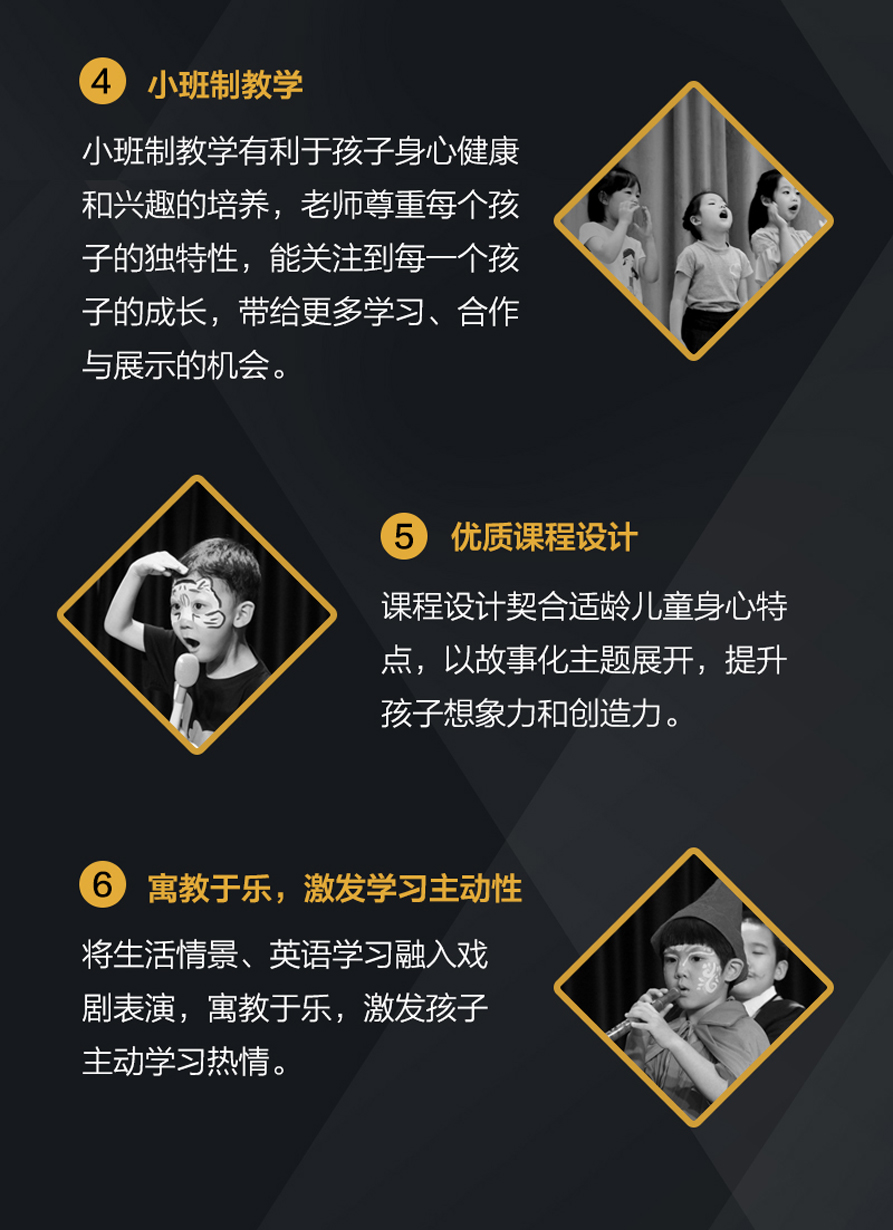 4 小班制教学
小班制教学有利于孩子身心健康
和兴趣的培养，老师尊重每个孩
子的独特性，能关注到每一个孩
子的成长，带给更多学习、合作
与展示的机会。
5 优质课程设计
课程设计契合适龄儿童身心特
点，以故事化主题展开，提升
孩子想象力和创造力。
6 寓教于乐，激发学习主动性
将生活情景、英语学习融入戏
剧表演，寓教于乐，激发孩子
主动学习热情。